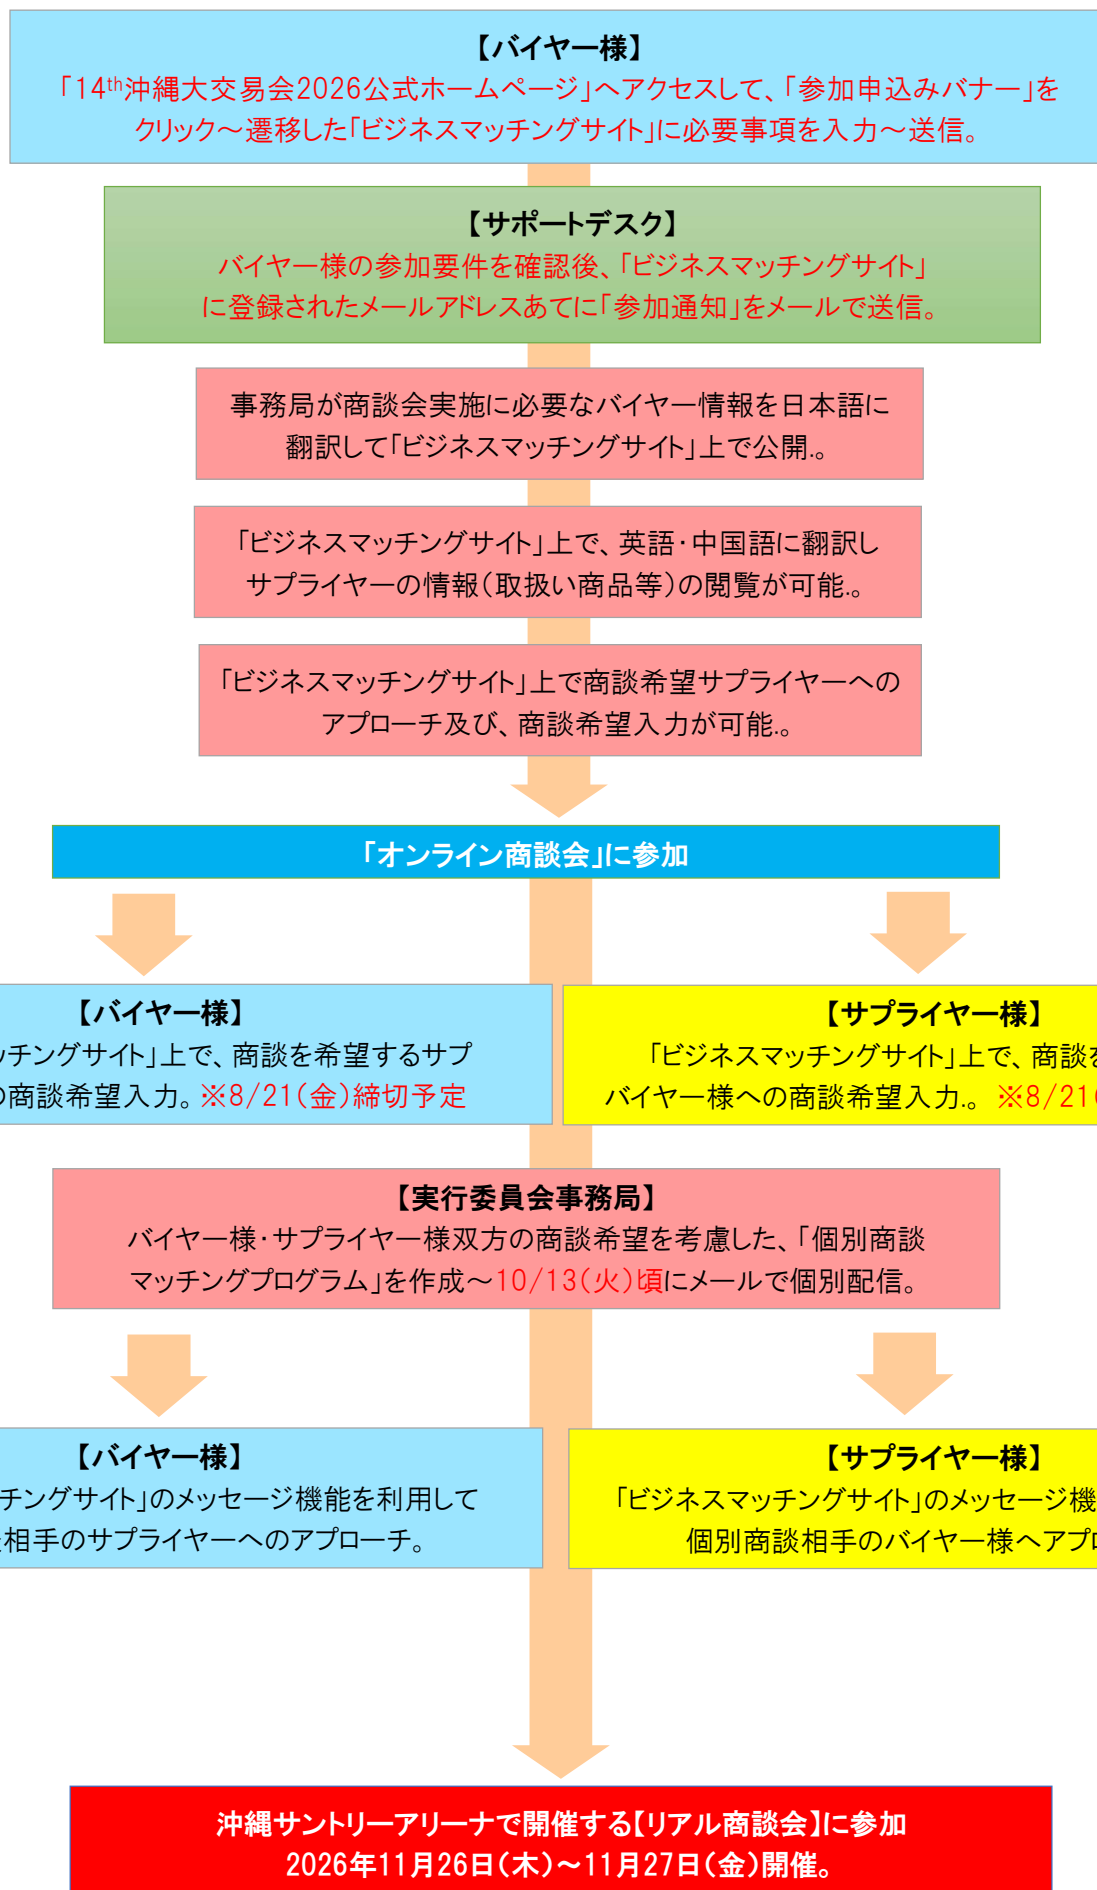 【バイヤー様】
「14th沖縄大交易会2026公式ホームページ」へアクセスして、「参加申込みバナー」を
クリック～遷移した「ビジネスマッチングサイト」に必要事項を入力～送信。
【サポートデスク】
バイヤー様の参加要件を確認後、「ビジネスマッチングサイト」
に登録されたメールアドレスあてに「参加通知」をメールで送信。
事務局が商談会実施に必要なバイヤー情報を日本語に
翻訳して「ビジネスマッチングサイト」上で公開.。
「ビジネスマッチングサイト」上で、英語・中国語に翻訳し
サプライヤーの情報(取扱い商品等)の閲覧が可能.。
「ビジネスマッチングサイト」上で商談希望サプライヤーへの
アプローチ及び、商談希望入力が可能.。
「オンライン商談会」に参加
【バイヤー様】
ッチングサイト」上で、商談を希望するサプ
の商談希望入力。※8/21(金)締切予定
【サプライヤー様】
「ビジネスマッチングサイト」上で、商談を
バイヤー様への商談希望入力.。 ※8/21(
【実行委員会事務局】
バイヤー様・サプライヤー様双方の商談希望を考慮した、「個別商談
マッチングプログラム」を作成～10/13(火)頃にメールで個別配信。
【バイヤー様】
チングサイト」のメッセージ機能を利用して
相手のサプライヤーへのアプローチ。
【サプライヤー様】
「ビジネスマッチングサイト」のメッセージ機
個別商談相手のバイヤー様へアプロ
沖縄サントリーアリーナで開催する【リアル商談会】に参加
2026年11月26日(木)～11月27日(金)開催。